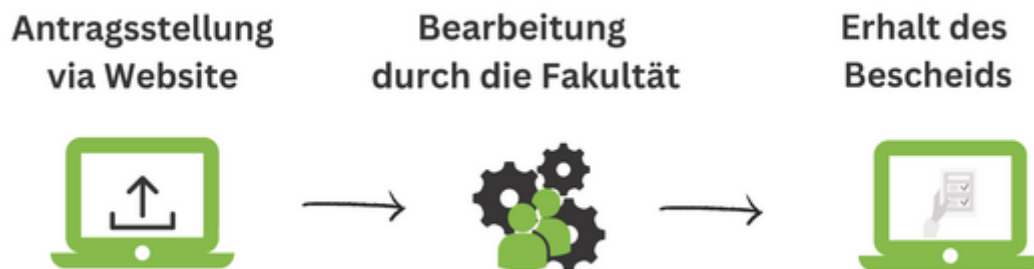 Antragsstellung
via Website
Bearbeitung
durch die Fakultät
Erhalt des
Bescheids